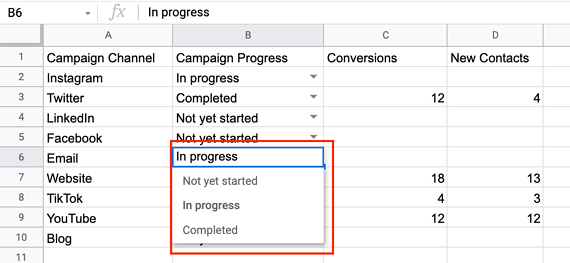 B6 fx In progress
A B C D
1 Campaign Channel Campaign Progress Conversions New Contacts
2 Instagram In progress
3 Twitter Completed 12 4
4 LinkedIn Not yet started
5 Facebook Not yet started
6 Email In progress
7 Website Not yet started 18 13
8 TikTok In progress 4 3
9 YouTube Completed 12 12
10 Blog
11